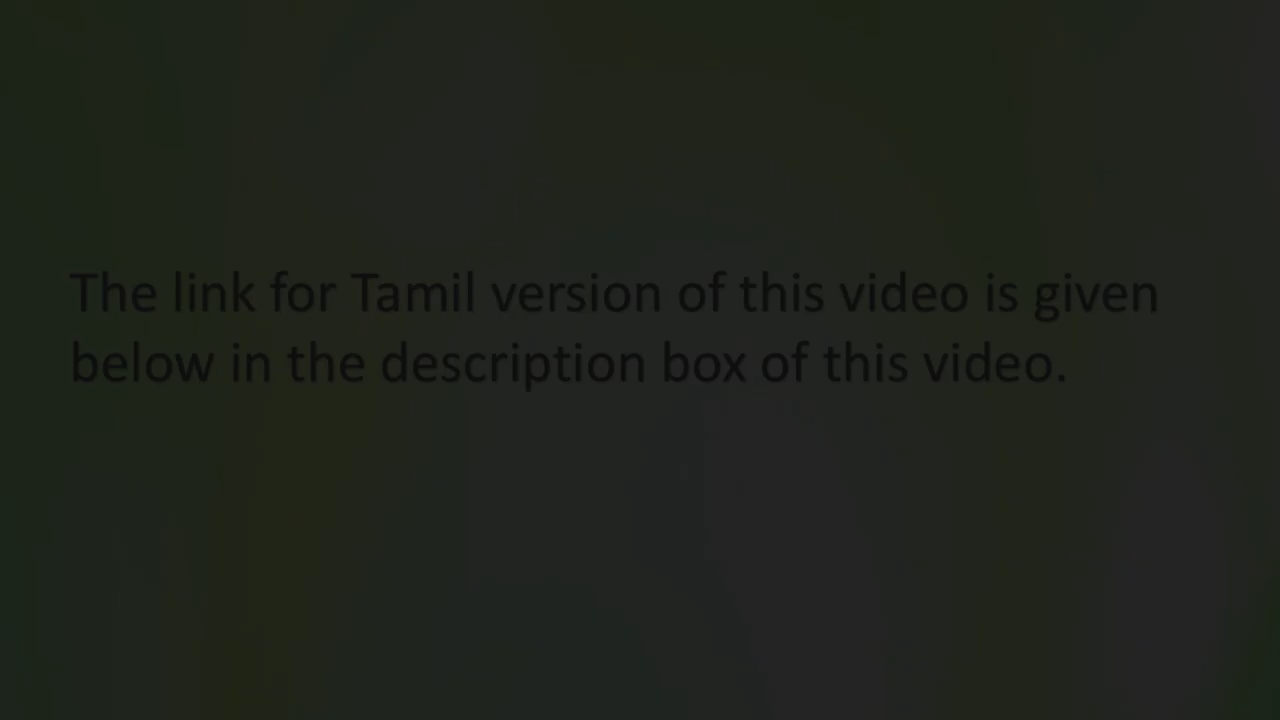 The link for Tamil version of this video is given
below in the description box of this video.